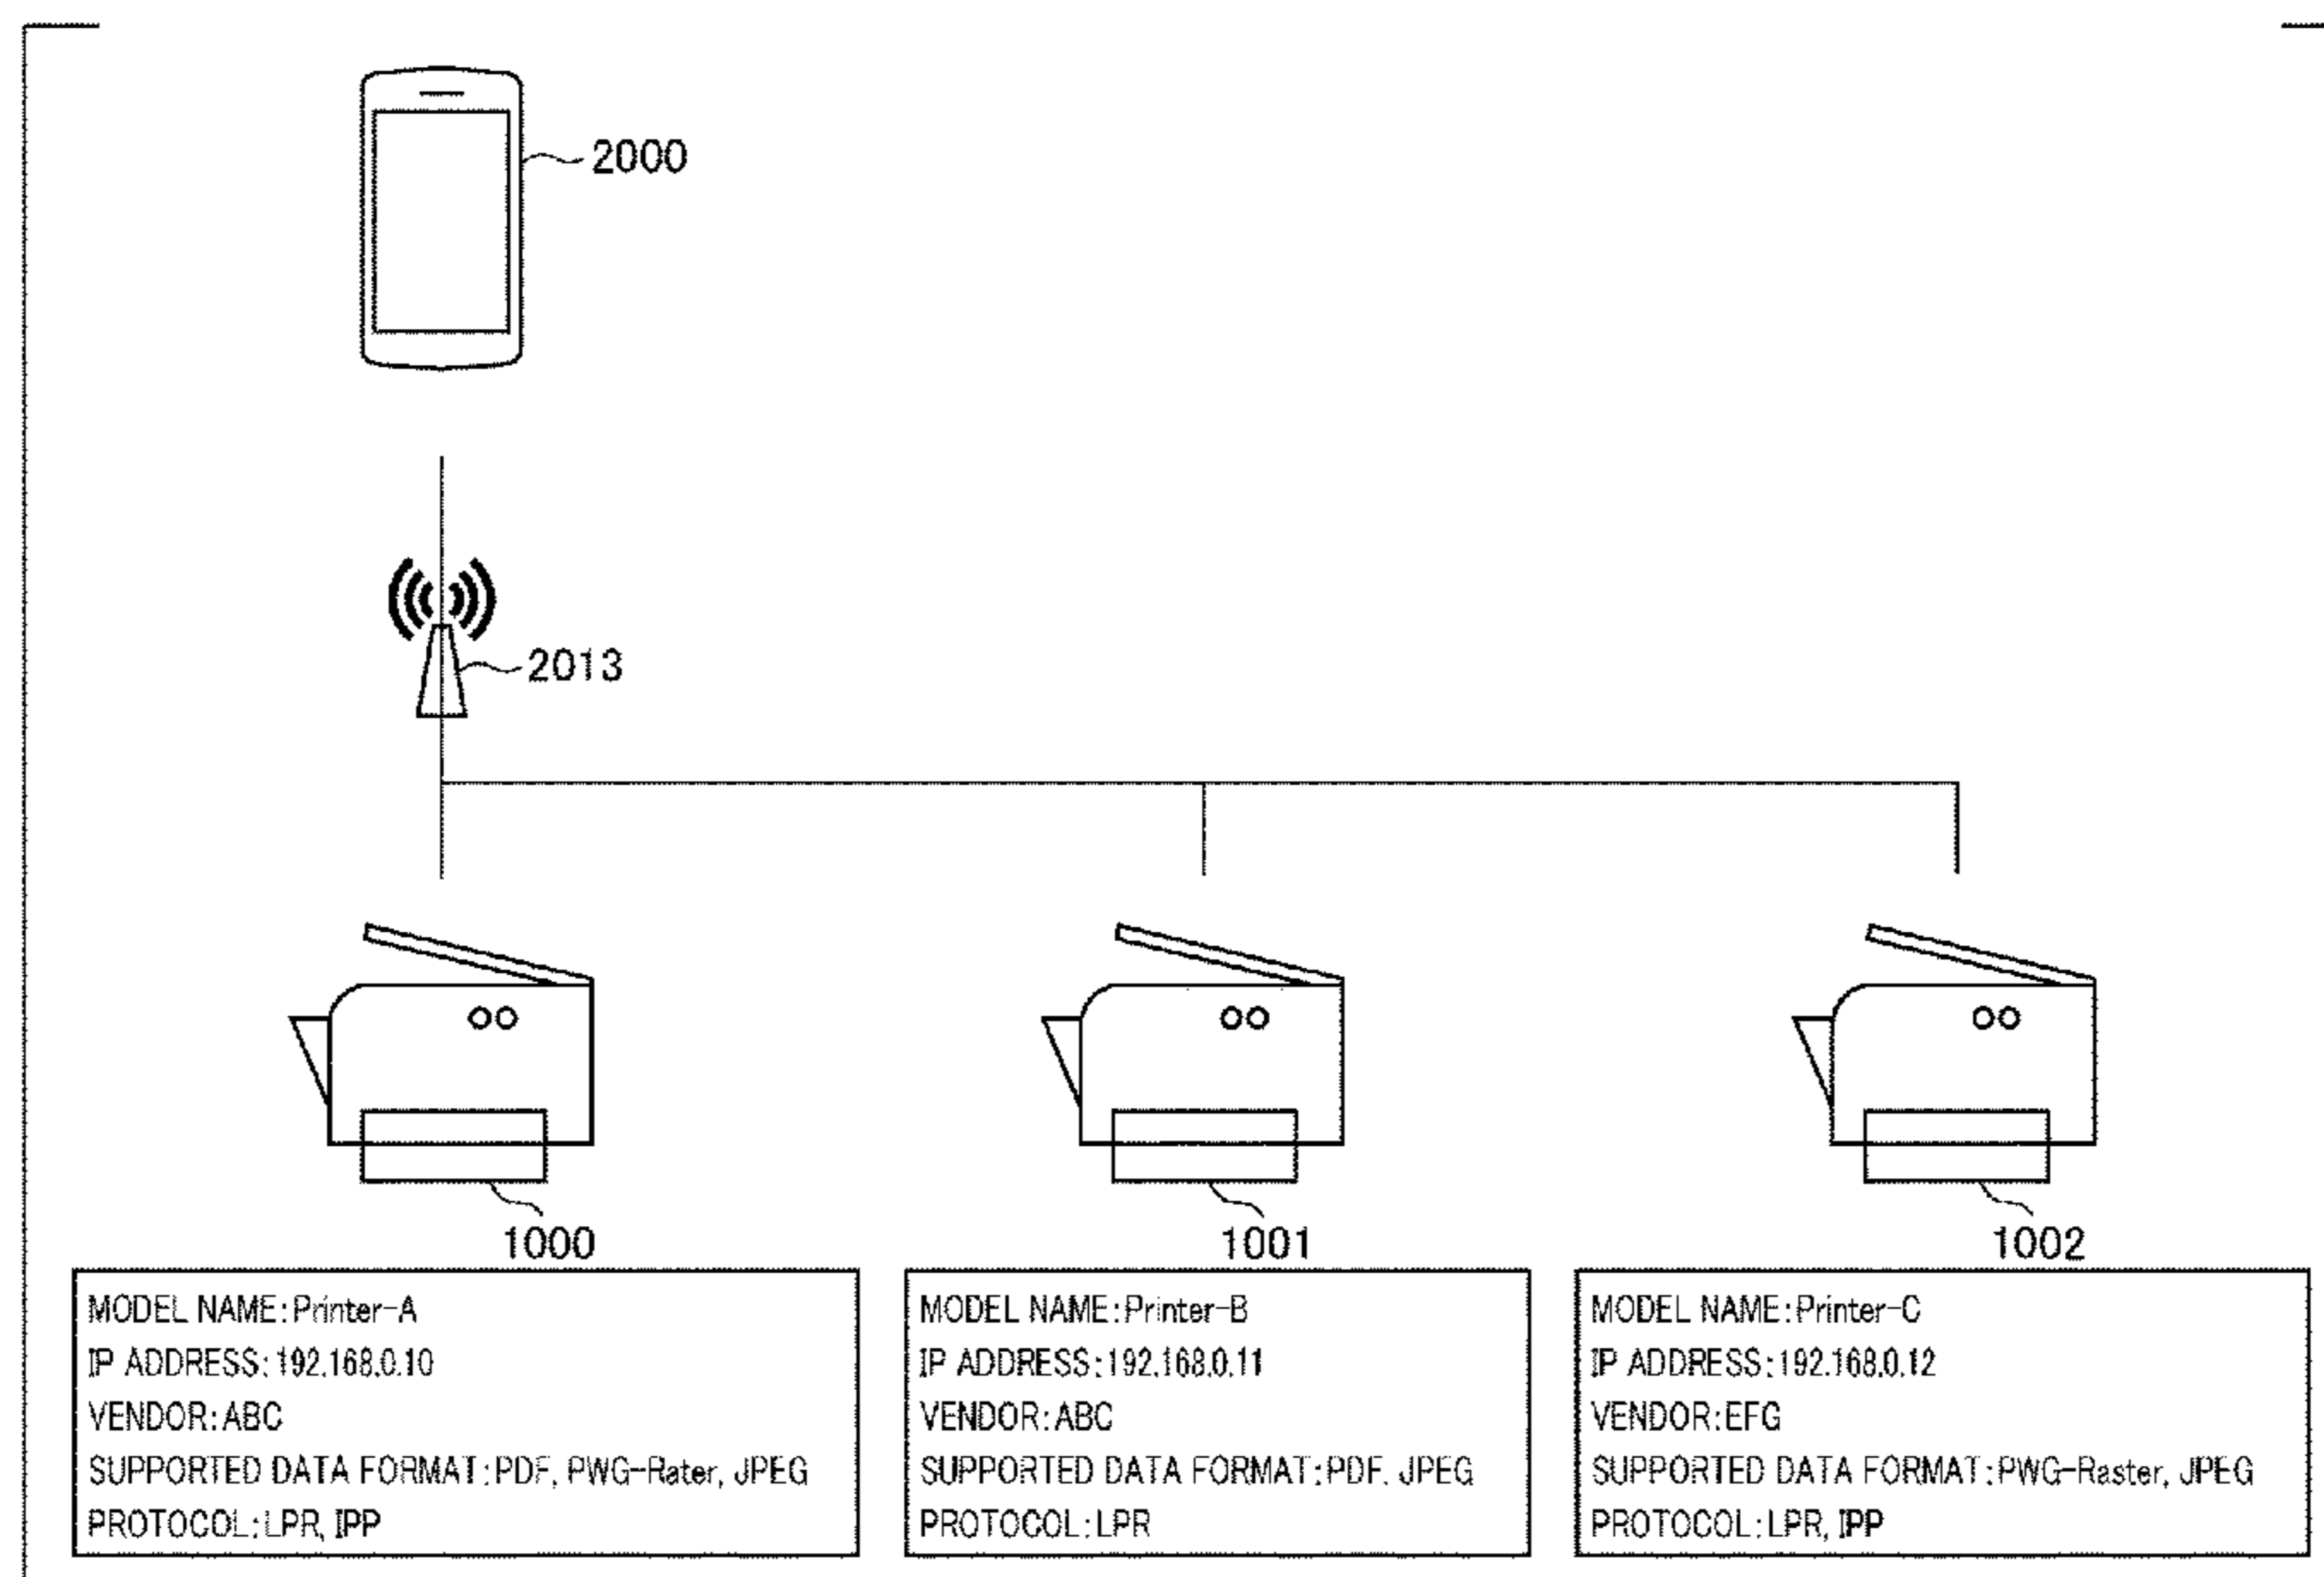 2000
2013
1000
1001
1002
MODEL NAME:Printer-A
IP ADDRESS:192.168.0.10
VENDOR:ABC
SUPPORTED DATA FORMAT:PDF, PWG-Rater, JPEG
PROTOCOL:LPR, IPP
MODEL NAME:Printer-B
IP ADDRESS:192.168.0.11
VENDOR:ABC
SUPPORTED DATA FORMAT:PDF, JPEG
PROTOCOL:LPR
MODEL NAME:Printer-C
IP ADDRESS:192.168.0.12
VENDOR:EFG
SUPPORTED DATA FORMAT:PWG-Raster, JPEG
PROTOCOL:LPR, IPP